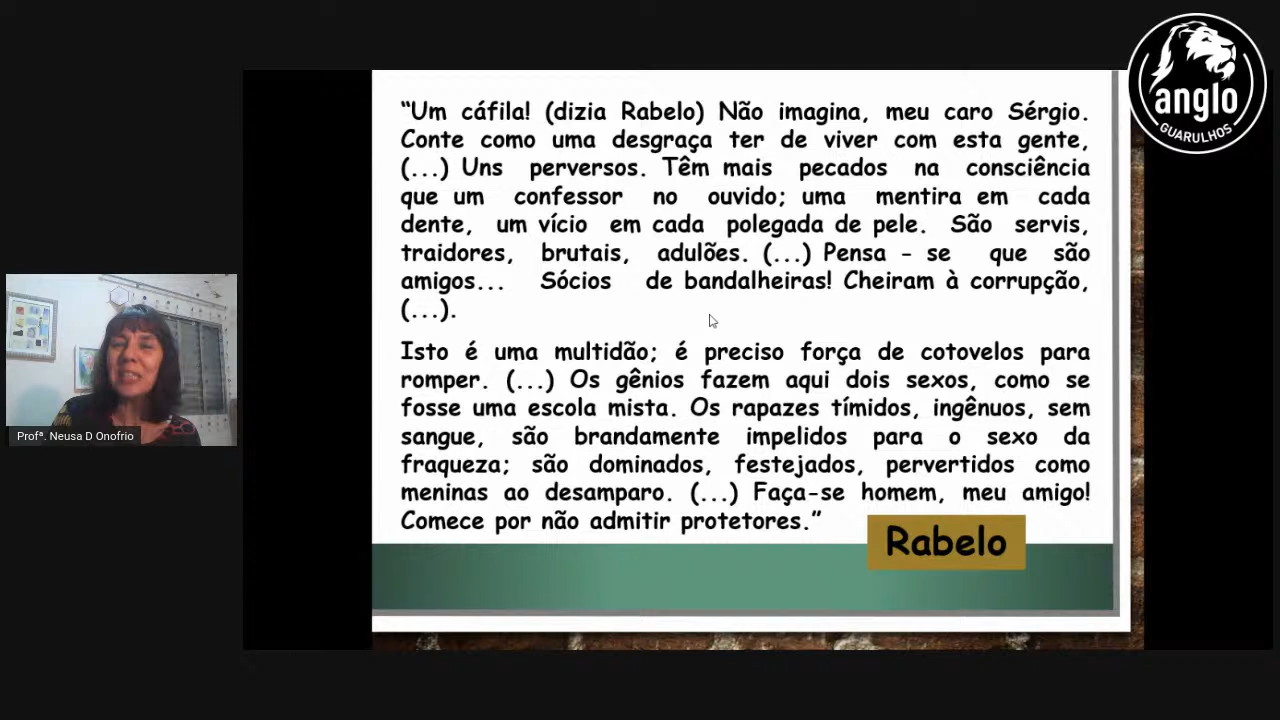 “Um cáfila! (dizia Rabelo) Não imagina, meu caro Sérgio.
Conte como uma desgraça ter de viver com esta gente,
(...) Uns perversos. Têm mais pecados na consciência
que um confessor no ouvido; uma mentira em cada
dente, um vício em cada polegada de pele. São servis,
traidores, brutais, adulões. (...) Pensa - se que são
amigos... Sócios de bandalheiras! Cheiram à corrupção,
(...).
Isto é uma multidão; é preciso força de cotovelos para
romper. (...) Os gênios fazem aqui dois sexos, como se
fosse uma escola mista. Os rapazes tímidos, ingênuos, sem
sangue, são brandamente impelidos para o sexo da
fraqueza; são dominados, festejados, pervertidos como
meninas ao desamparo. (...) Faça-se homem, meu amigo!
Comece por não admitir protetores.”
Rabelo
Profª. Neusa D Onofrio
anglo
GUARULHOS